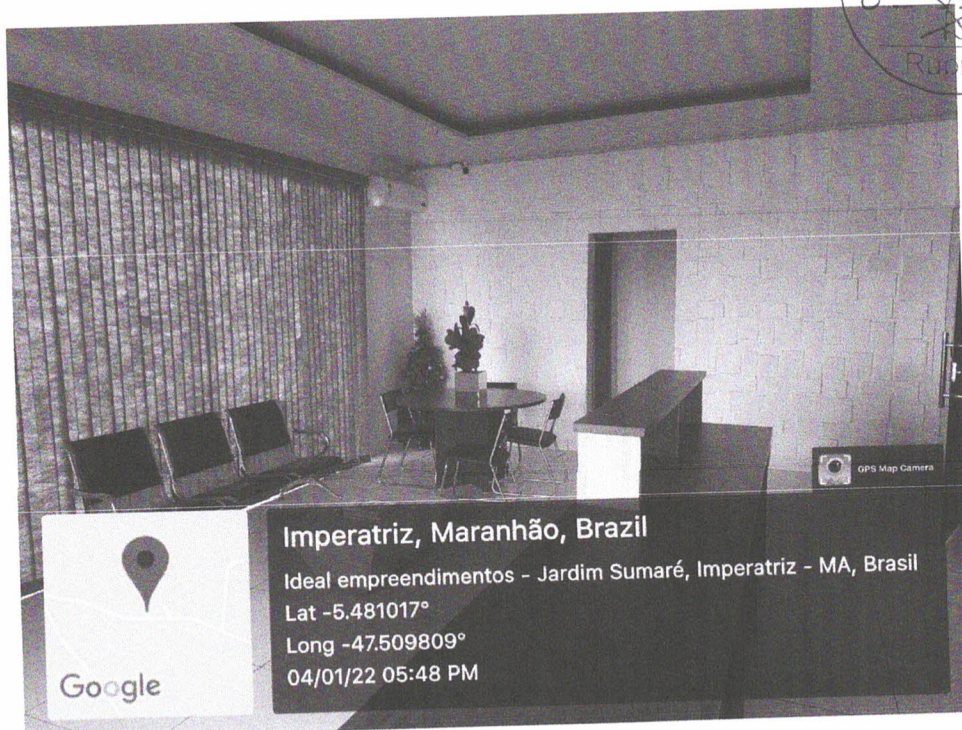 GPS Map Camera
Imperatriz, Maranhão, Brazil
Ideal empreendimentos - Jardim Sumaré, Imperatriz - MA, Brasil
Lat -5.481017°
Long -47.509809°
04/01/22 05:48 PM
Google